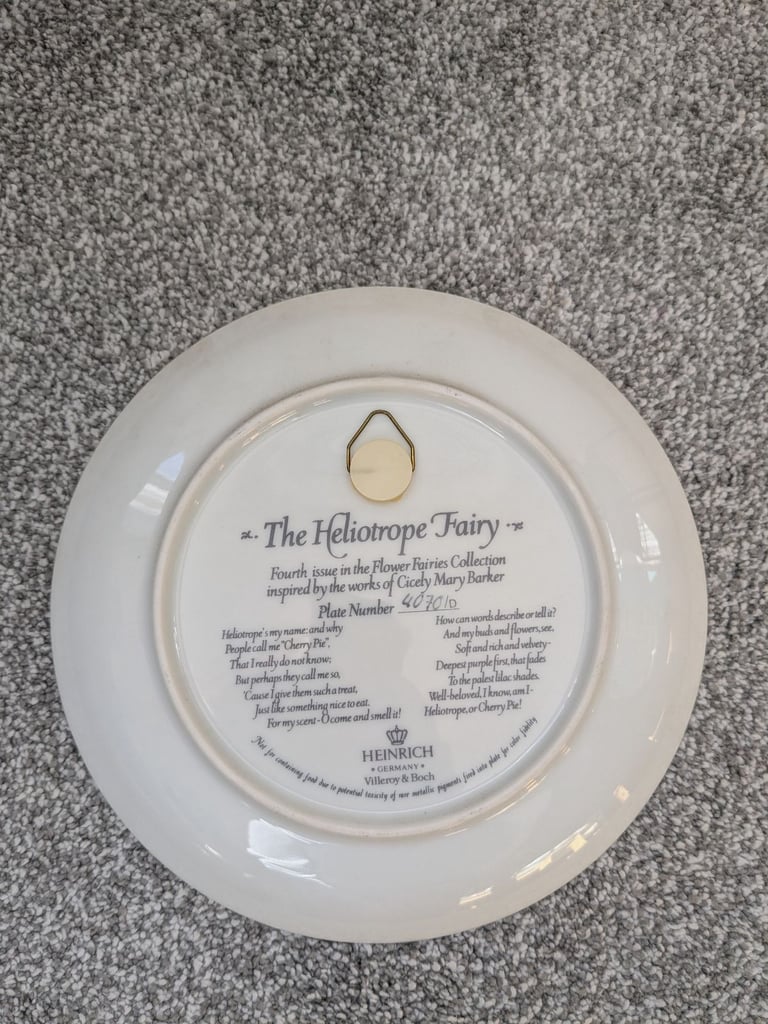 The Heliotrope Fairy
Fourth issue in the Flower Fairies Collection
inspired by the works of Cicely Mary Barker
Plate Number 4070ID
Heliotrope's my name: and why
People call me "Cherry Pie",
That I really do not know;
But perhaps they call me so,
'Cause I give them such a treat,
Just like something nice to eat.
For my scent-O come and smell it!
How can words describe or tell it?
And my buds and flowers, see,
Soft and rich and velvety-
Deepest purple first, that fades
To the palest lilac shades.
Well-beloved, I know, am I-
Heliotrope, or Cherry Pie!
HEINRICH
• GERMANY •
Villeroy & Boch
Not for containing food due to potential toxicity of rare metallic pigments fired into plate for color fidelity